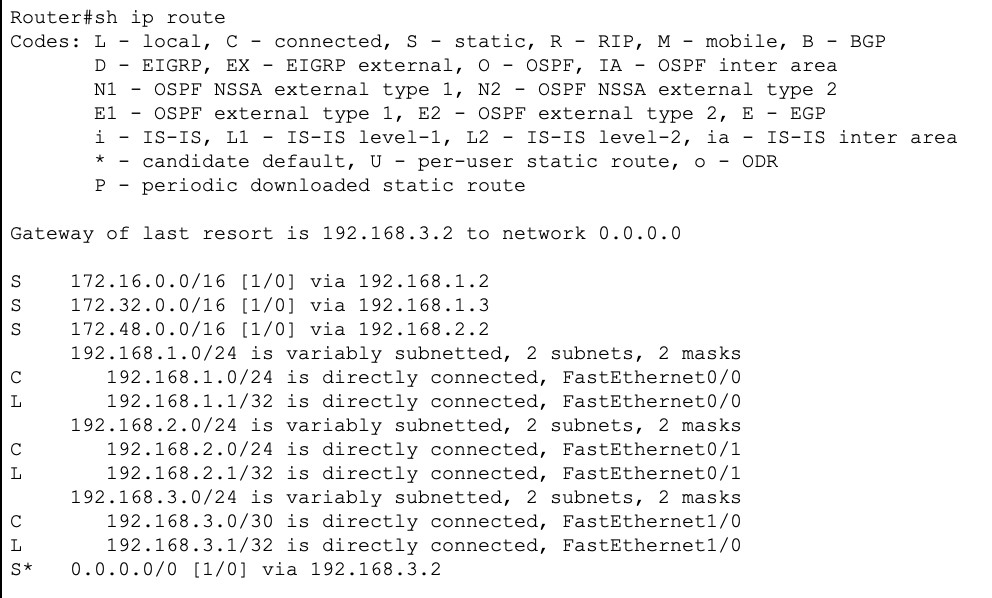 Router#sh ip route
Codes: L - local, C - connected, S - static, R - RIP, M - mobile, B - BGP
       D - EIGRP, EX - EIGRP external, O - OSPF, IA - OSPF inter area
       N1 - OSPF NSSA external type 1, N2 - OSPF NSSA external type 2
       E1 - OSPF external type 1, E2 - OSPF external type 2, E - EGP
       i - IS-IS, L1 - IS-IS level-1, L2 - IS-IS level-2, ia - IS-IS inter area
       * - candidate default, U - per-user static route, o - ODR
       P - periodic downloaded static route

Gateway of last resort is 192.168.3.2 to network 0.0.0.0

S    172.16.0.0/16 [1/0] via 192.168.1.2
S    172.32.0.0/16 [1/0] via 192.168.1.3
S    172.48.0.0/16 [1/0] via 192.168.2.2
     192.168.1.0/24 is variably subnetted, 2 subnets, 2 masks
C       192.168.1.0/24 is directly connected, FastEthernet0/0
L       192.168.1.1/32 is directly connected, FastEthernet0/0
     192.168.2.0/24 is variably subnetted, 2 subnets, 2 masks
C       192.168.2.0/24 is directly connected, FastEthernet0/1
L       192.168.2.1/32 is directly connected, FastEthernet0/1
     192.168.3.0/24 is variably subnetted, 2 subnets, 2 masks
C       192.168.3.0/30 is directly connected, FastEthernet1/0
L       192.168.3.1/32 is directly connected, FastEthernet1/0
S*   0.0.0.0/0 [1/0] via 192.168.3.2